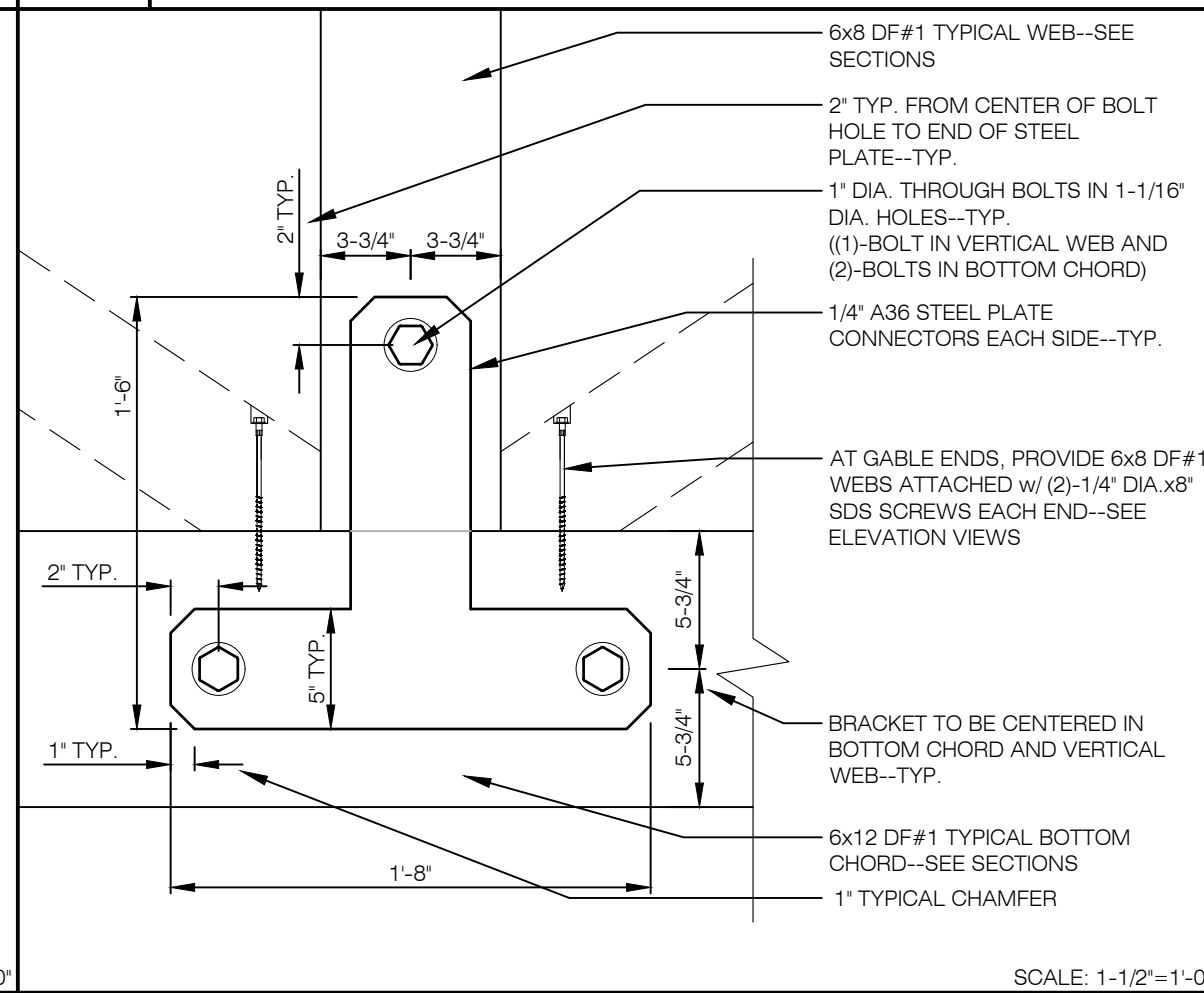 6x8 DF#1 TYPICAL WEB--SEE
SECTIONS
2" TYP. FROM CENTER OF BOLT
HOLE TO END OF STEEL
PLATE--TYP.
1" DIA. THROUGH BOLTS IN 1-1/16"
DIA. HOLES--TYP.
((1)-BOLT IN VERTICAL WEB AND
(2)-BOLTS IN BOTTOM CHORD)
1/4" A36 STEEL PLATE
CONNECTORS EACH SIDE--TYP.
AT GABLE ENDS, PROVIDE 6x8 DF#1
WEBS ATTACHED w/ (2)-1/4" DIA.x8"
SDS SCREWS EACH END--SEE
ELEVATION VIEWS
BRACKET TO BE CENTERED IN
BOTTOM CHORD AND VERTICAL
WEB--TYP.
6x12 DF#1 TYPICAL BOTTOM
CHORD--SEE SECTIONS
1" TYPICAL CHAMFER
2" TYP.
3-3/4"
3-3/4"
1'-6"
2" TYP.
5" TYP.
5-3/4"
5-3/4"
1" TYP.
1'-8"
0"
SCALE: 1-1/2"=1'-0